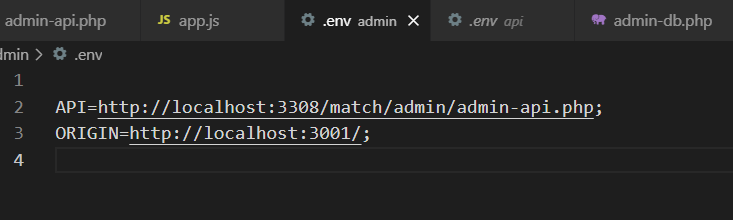 admin-api.php JS app.js .env admin .env api admin-db.php
dmin > .env
1
2 API=http://localhost:3308/match/admin/admin-api.php;
3 ORIGIN=http://localhost:3001/;
4